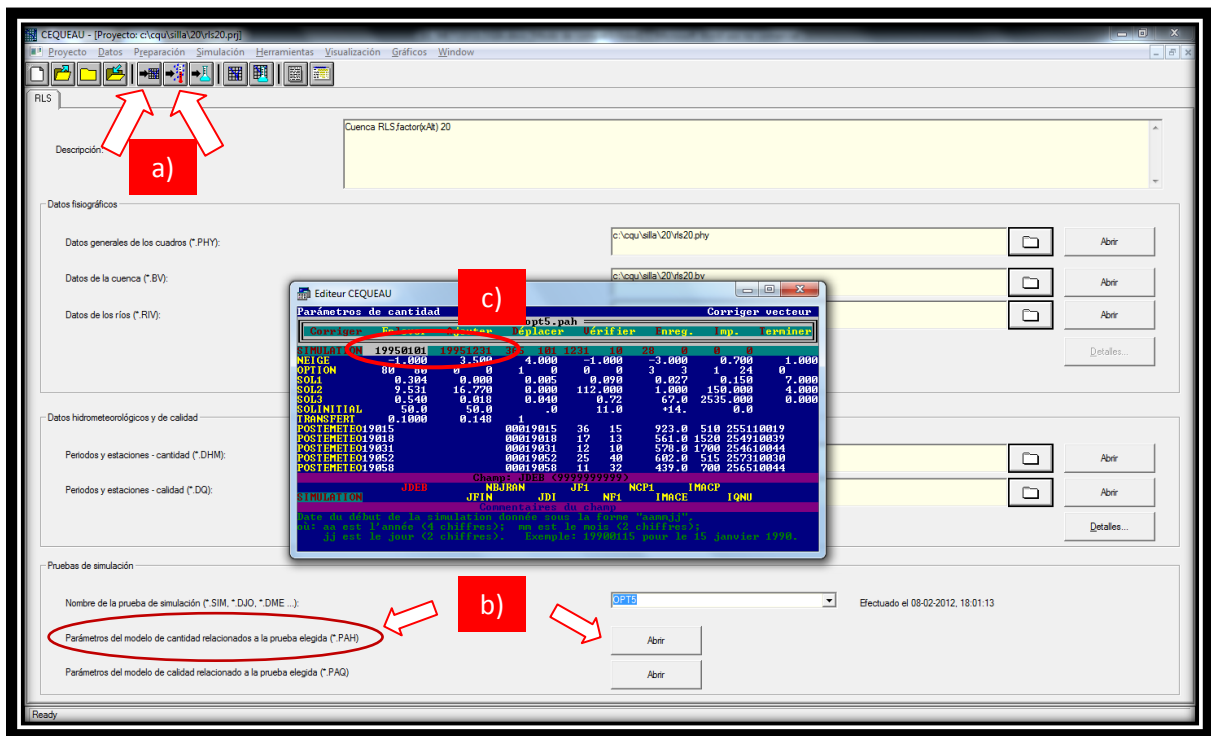 CEQUEAU - [Proyecto: c:\cqu\silla\20\rls20.prj]
Proyecto Datos Preparación Simulación Herramientas Visualización Gráficos Window
RLS
Descripción:
Cuenca RLS;factor(xAlt) 20
a)
Datos fisiográficos
Datos generales de los cuadros (*.PHY):
c:\cqu\silla\20\rls20.phy
Abrir
Datos de la cuenca (*.BV):
c:\cqu\silla\20\rls20.bv
Abrir
Datos de los ríos (*.RIV):
Abrir
Detalles...
c)
Editeur CEQUEAU
Parámetros de cantidad Corriger vecteur
opt5.pah
Corriger Déplacer Vérifier Enreg. Imp. Terminer
SIMULATION 19950101 19951231 365 101 1231 10 28 0 0 0
NEIGE -1.000 3.500 4.000 -1.000 -3.000 0.700 1.000
OPTION 80 60 0 0 1 0 0 0 3 3 1 24 0
SOL1 0.304 0.000 0.005 0.090 0.027 0.150 7.000
SOL2 9.531 16.770 0.000 112.000 1.000 150.000 4.000
SOL3 0.540 0.018 0.040 0.72 67.0 2535.000 0.000
SOLINITIAL 50.0 50.0 .0 11.0 +14. 0.0
TRANSFERT 0.1000 0.148 1
POSTEMETEO19015 00019015 36 15 923.0 510 255110019
POSTEMETEO19018 00019018 17 13 561.0 1520 254910039
POSTEMETEO19031 00019031 12 10 578.0 1700 254610044
POSTEMETEO19052 00019052 25 40 602.0 515 257310030
POSTEMETEO19058 00019058 11 32 439.0 700 256510044
Champ: JDEB (9999999999)
JDEB NBJRAN JF1 NCP1 IMACP
SIMULATION JFIN JDI NF1 IMACE IQNU
Commentaires du champ
Date du début de la simulation donnée sous la forme "aammjj",
où: aa est l'année (4 chiffres); mm est le mois (2 chiffres);
jj est le jour (2 chiffres). Exemple: 19900115 pour le 15 janvier 1990.
Datos hidrometeorológicos y de calidad
Periodos y estaciones - cantidad (*.DHM):
Abrir
Periodos y estaciones - calidad (*.DQ):
Abrir
Detalles...
Pruebas de simulación
Nombre de la prueba de simulación (*.SIM, *.DJO, *.DME ...):
OPT5
Efectuado el 08-02-2012, 18:01:13
b)
Parámetros del modelo de cantidad relacionados a la prueba elegida (*.PAH)
Abrir
Parámetros del modelo de calidad relacionado a la prueba elegida (*.PAQ)
Abrir
Ready